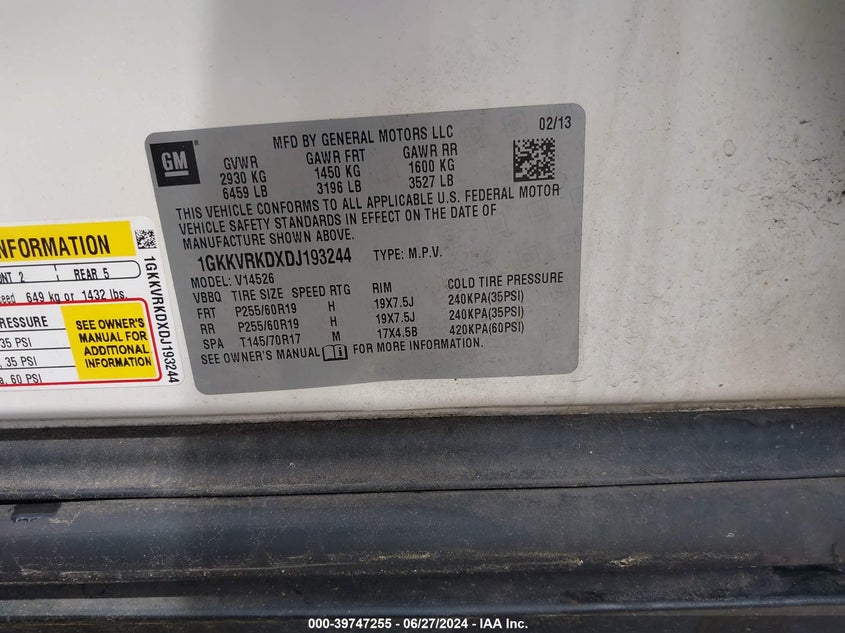 MFD BY GENERAL MOTORS LLC 02/13
GM
GVWR GAWR FRT GAWR RR
2930 KG 1450 KG 1600 KG
6459 LB 3196 LB 3527 LB
THIS VEHICLE CONFORMS TO ALL APPLICABLE U.S. FEDERAL MOTOR
VEHICLE SAFETY STANDARDS IN EFFECT ON THE DATE OF
MANUFACTURE SHOWN ABOVE.
1GKKVRKDXDJ193244 TYPE: M.P.V.
MODEL: V14526
VBBQ TIRE SIZE SPEED RTG RIM COLD TIRE PRESSURE
FRT P255/60R19 H 19X7.5J 240KPA(35PSI)
RR P255/60R19 H 19X7.5J 240KPA(35PSI)
SPA T145/70R17 M 17X4.5B 420KPA(60PSI)
SEE OWNER'S MANUAL FOR MORE INFORMATION
NFORMATION
ONT 2 REAR 5
ceed 649 kg or 1432 lbs.
PRESSURE
35 PSI
, 35 PSI
a, 60 PSI
SEE OWNER'S
MANUAL FOR
ADDITIONAL
INFORMATION
1GKKVRKDXDJ193244
000-39747255 - 06/27/2024 - IAA Inc.